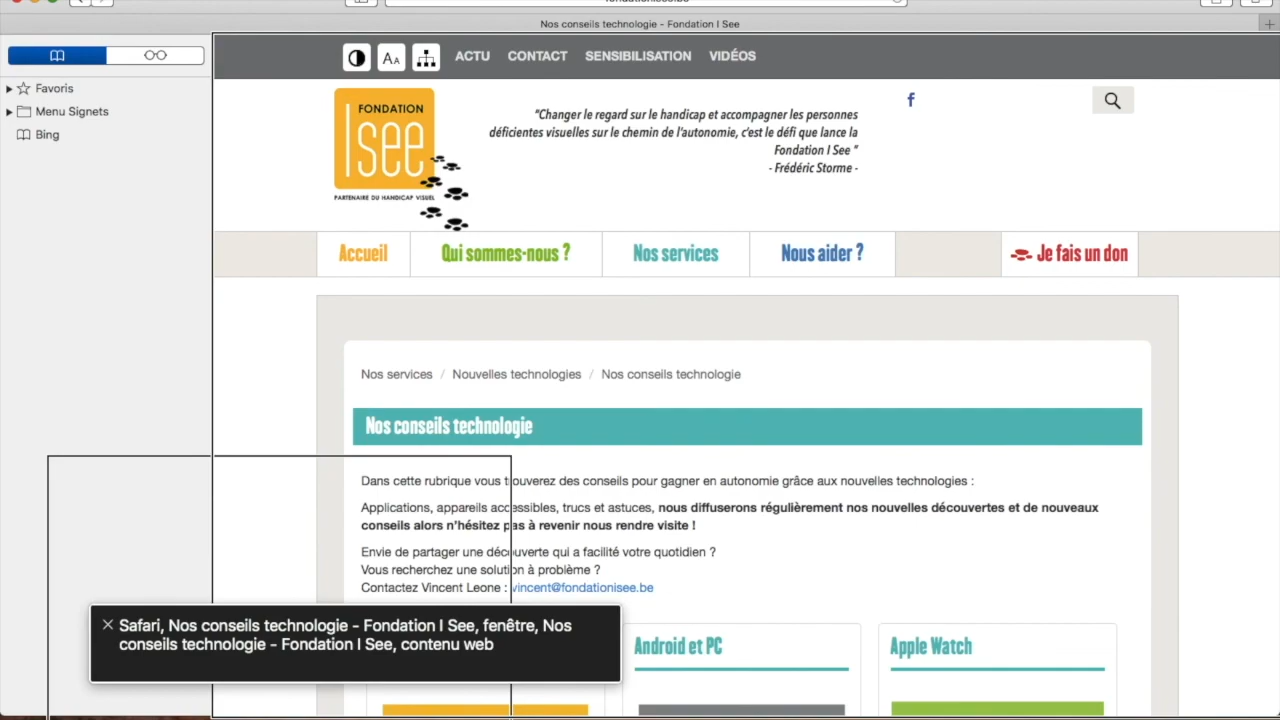 Nos conseils technologie - Fondation I See
Favoris
Menu Signets
Bing
AA
ACTU CONTACT SENSIBILISATION VIDÉOS
FONDATION
I See
PARTENAIRE DU HANDICAP VISUEL
"Changer le regard sur le handicap et accompagner les personnes
déficientes visuelles sur le chemin de l'autonomie, c'est le défi que lance la
Fondation I See "
- Frédéric Storme -
f
Accueil Qui sommes-nous ? Nos services Nous aider ? Je fais un don
Nos services / Nouvelles technologies / Nos conseils technologie
Nos conseils technologie
Dans cette rubrique vous trouverez des conseils pour gagner en autonomie grâce aux nouvelles technologies :
Applications, appareils accessibles, trucs et astuces, nous diffuserons régulièrement nos nouvelles découvertes et de nouveaux
conseils alors n'hésitez pas à revenir nous rendre visite !
Envie de partager une découverte qui a facilité votre quotidien ?
Vous recherchez une solution à problème ?
Contactez Vincent Leone : vincent@fondationisee.be
Safari, Nos conseils technologie - Fondation I See, fenêtre, Nos
conseils technologie - Fondation I See, contenu web
Android et PC
Apple Watch